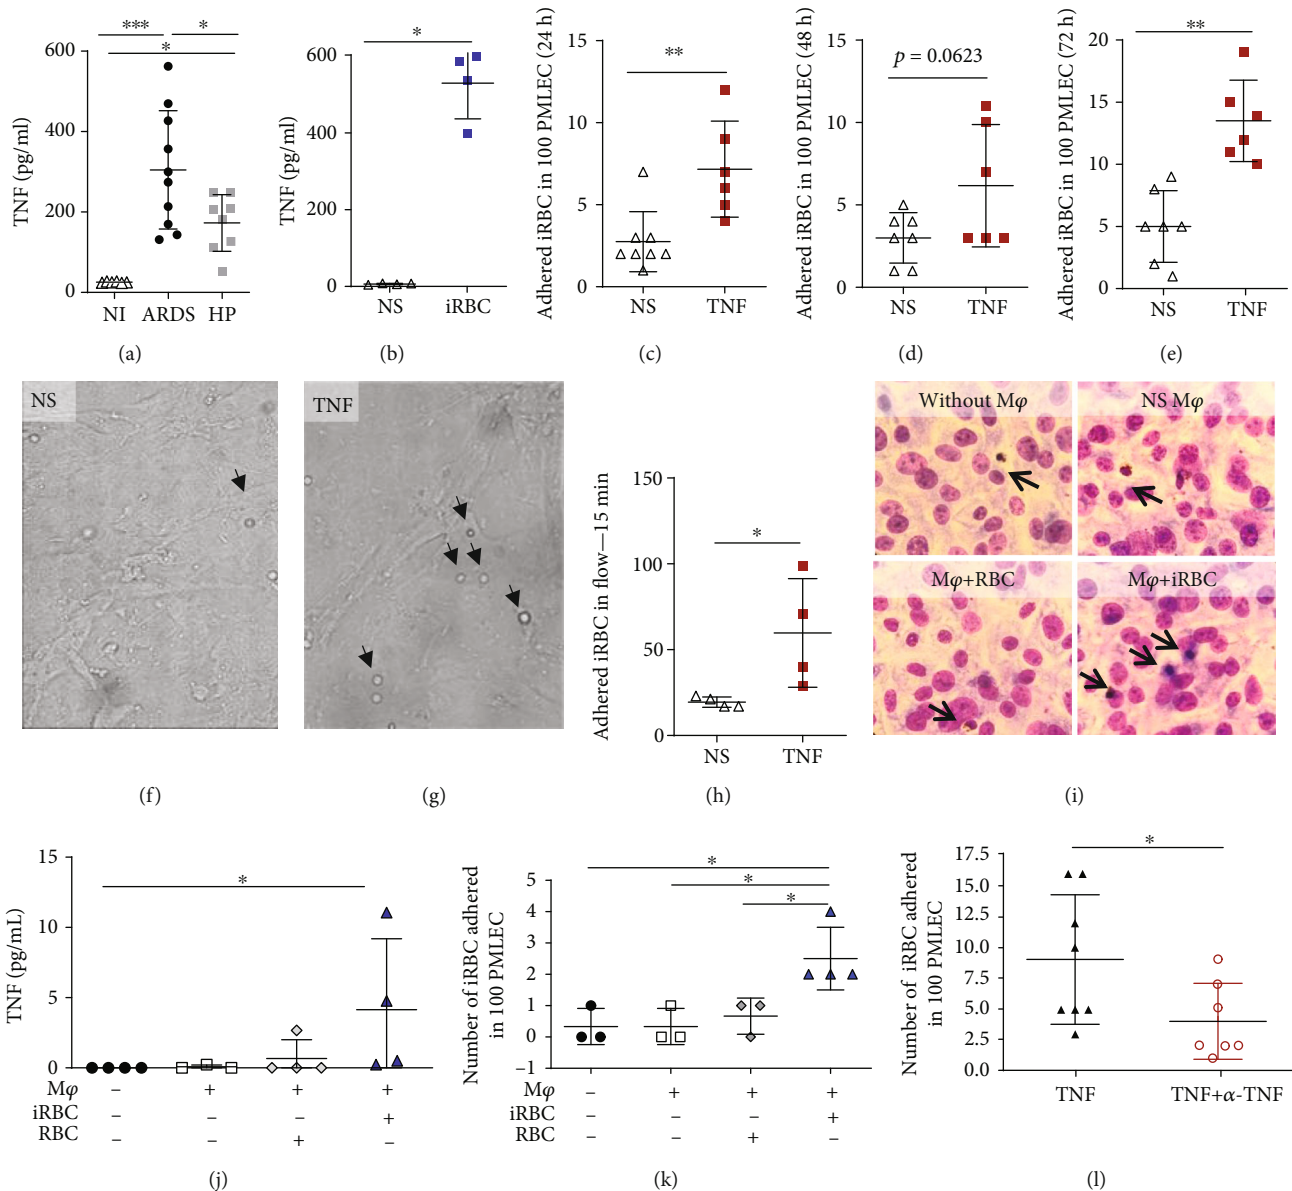 ***
*
*
TNF (pg/ml)
600
400
200
0
NI ARDS HP
(a)
*
TNF (pg/ml)
600
400
200
0
NS iRBC
(b)
**
Adhered iRBC in 100 PMLEC (24 h)
15
10
5
0
NS TNF
(c)
p = 0.0623
Adhered iRBC in 100 PMLEC (48 h)
15
10
5
0
NS TNF
(d)
**
Adhered iRBC in 100 PMLEC (72 h)
20
15
10
5
0
NS TNF
(e)
NS
(f)
TNF
(g)
*
Adhered iRBC in flow—15 min
150
100
50
0
NS TNF
(h)
Without Mφ
NS Mφ
Mφ+RBC
Mφ+iRBC
(i)
*
TNF (pg/mL)
15
10
5
0
Mφ – + + +
iRBC – – – +
RBC – – + –
(j)
*
*
*
Number of iRBC adhered
in 100 PMLEC
5
4
3
2
1
0
–1
Mφ – + + +
iRBC – – – +
RBC – – + –
(k)
*
Number of iRBC adhered
in 100 PMLEC
17.5
15.0
12.5
10.0
7.5
5.0
2.5
0.0
TNF TNF+α-TNF
(l)